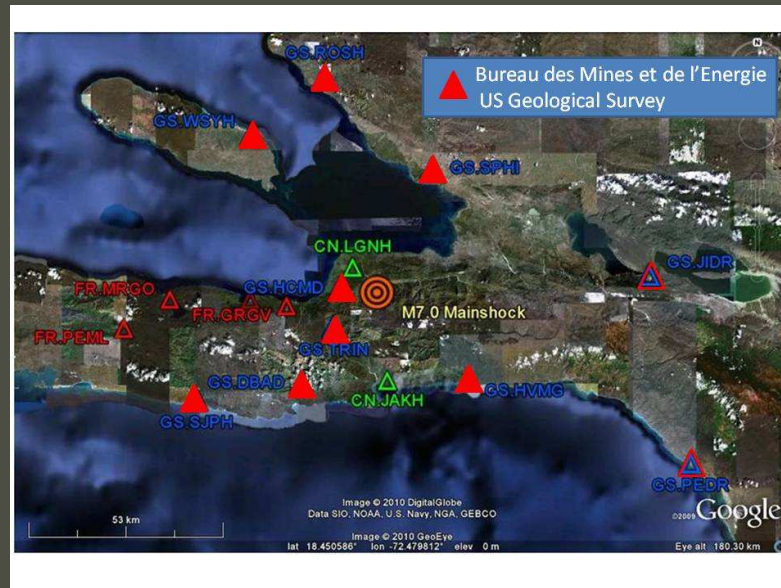 GS.ROSH
Bureau des Mines et de l'Energie
US Geological Survey
GS.WSYH
GS.SPHI
CN.LGNH
GS.JIDR
FR.MRGO
GS.HCMD
FR.GRGV
M7.0 Mainshock
FR.PEML
GS.TRIN
GS.DBAD
CN.JAKH
GS.HVMG
GS.SJPH
GS.PEDR
Image © 2010 DigitalGlobe
Data SIO, NOAA, U.S. Navy, NGA, GEBCO
©2009 Google
53 km
Image © 2010 GeoEye
lat 18.450586° lon -72.479812° elev 0 m
Eye alt 180.30 km
N